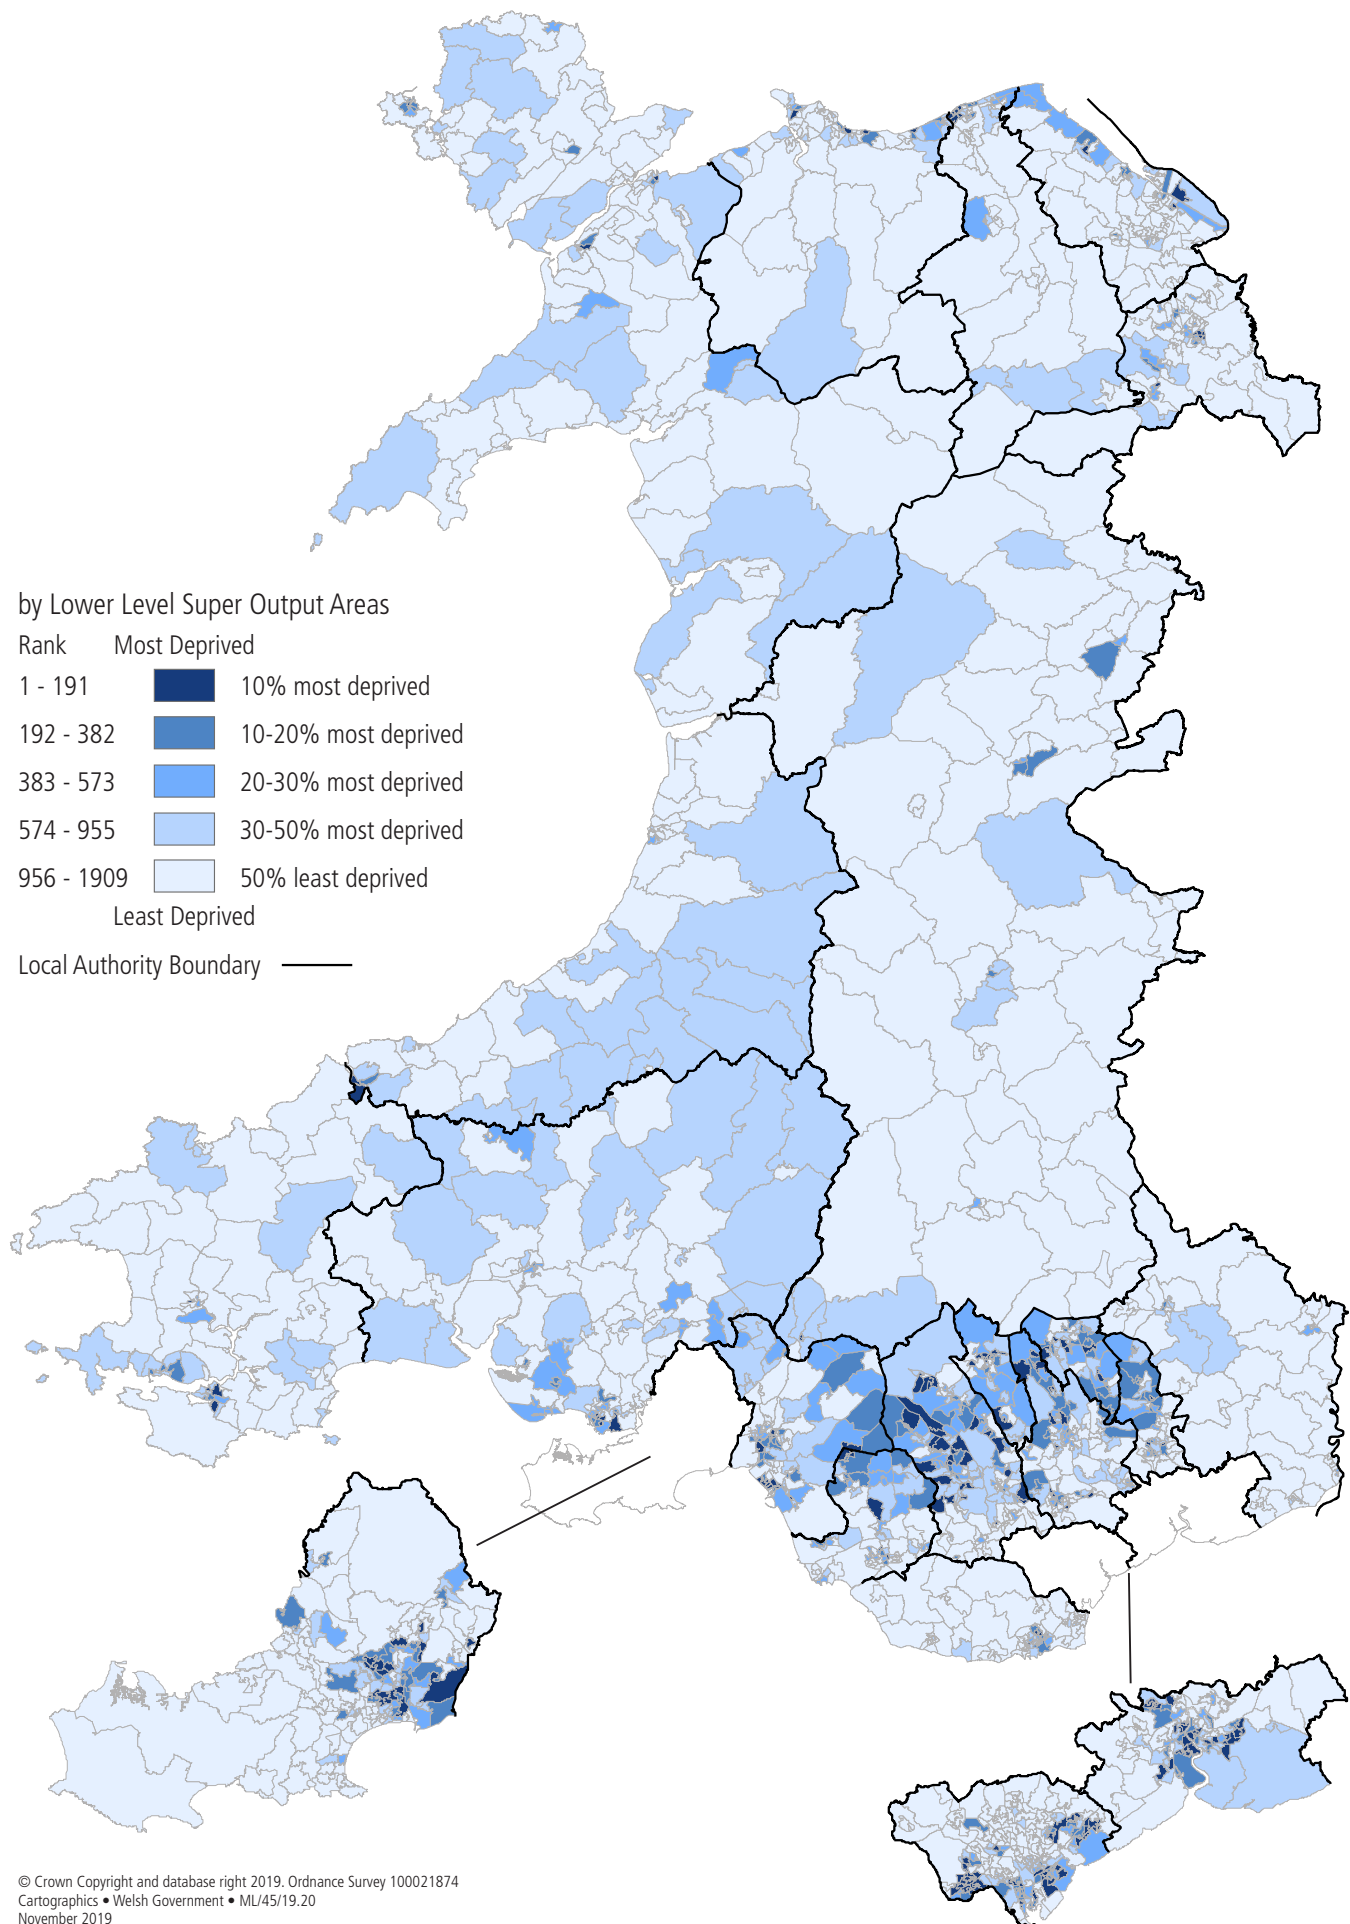 by Lower Level Super Output Areas
Rank Most Deprived
1 - 191 10% most deprived
192 - 382 10-20% most deprived
383 - 573 20-30% most deprived
574 - 955 30-50% most deprived
956 - 1909 50% least deprived
Least Deprived
Local Authority Boundary
© Crown Copyright and database right 2019. Ordnance Survey 100021874
Cartographics • Welsh Government • ML/45/19.20
November 2019